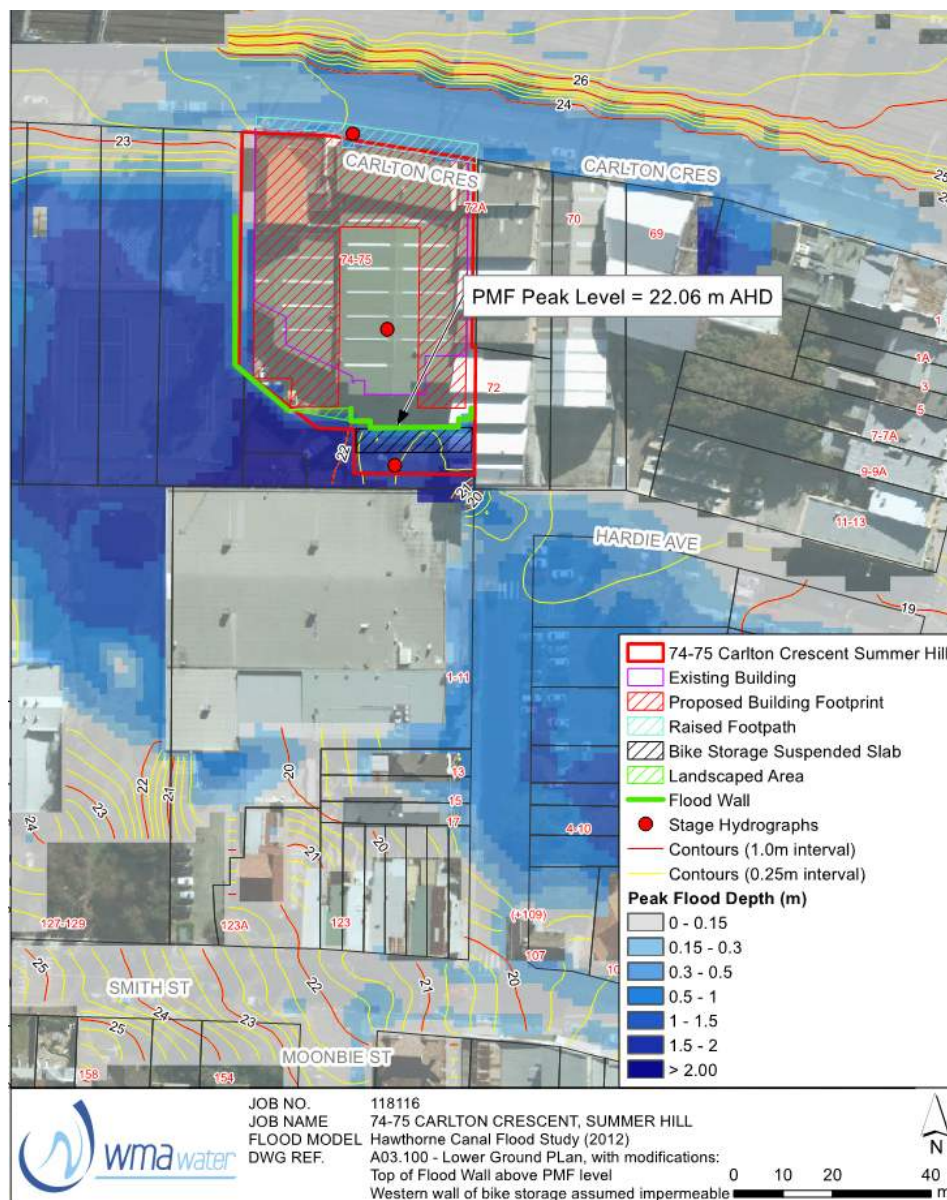 26
24
23
CARLTON CRES
CARLTON CRES
25
72A
70
69
74-75
PMF Peak Level = 22.06 m AHD
1A
3
72
5
7-7A
22
9-9A
21
20
11-13
HARDIE AVE
19
74-75 Carlton Crescent Summer Hill
Existing Building
1-11
Proposed Building Footprint
Raised Footpath
Bike Storage Suspended Slab
Landscaped Area
13
20
22
21
15
Flood Wall
23
17
20
4-10
Stage Hydrographs
24
21
Contours (1.0m interval)
Contours (0.25m interval)
Peak Flood Depth (m)
127-129
123A
123
(+109)
0 - 0.15
107
0.15 - 0.3
25
20
0.3 - 0.5
SMITH ST
22
21
0.5 - 1
24
23
1 - 1.5
25
1.5 - 2
MOONBIE ST
158
154
> 2.00
wma water
JOB NO. 118116
JOB NAME 74-75 CARLTON CRESCENT, SUMMER HILL
FLOOD MODEL Hawthorne Canal Flood Study (2012)
DWG REF. A03.100 - Lower Ground PLan, with modifications:
Top of Flood Wall above PMF level
Western wall of bike storage assumed impermeable
N
0 10 20 40
m